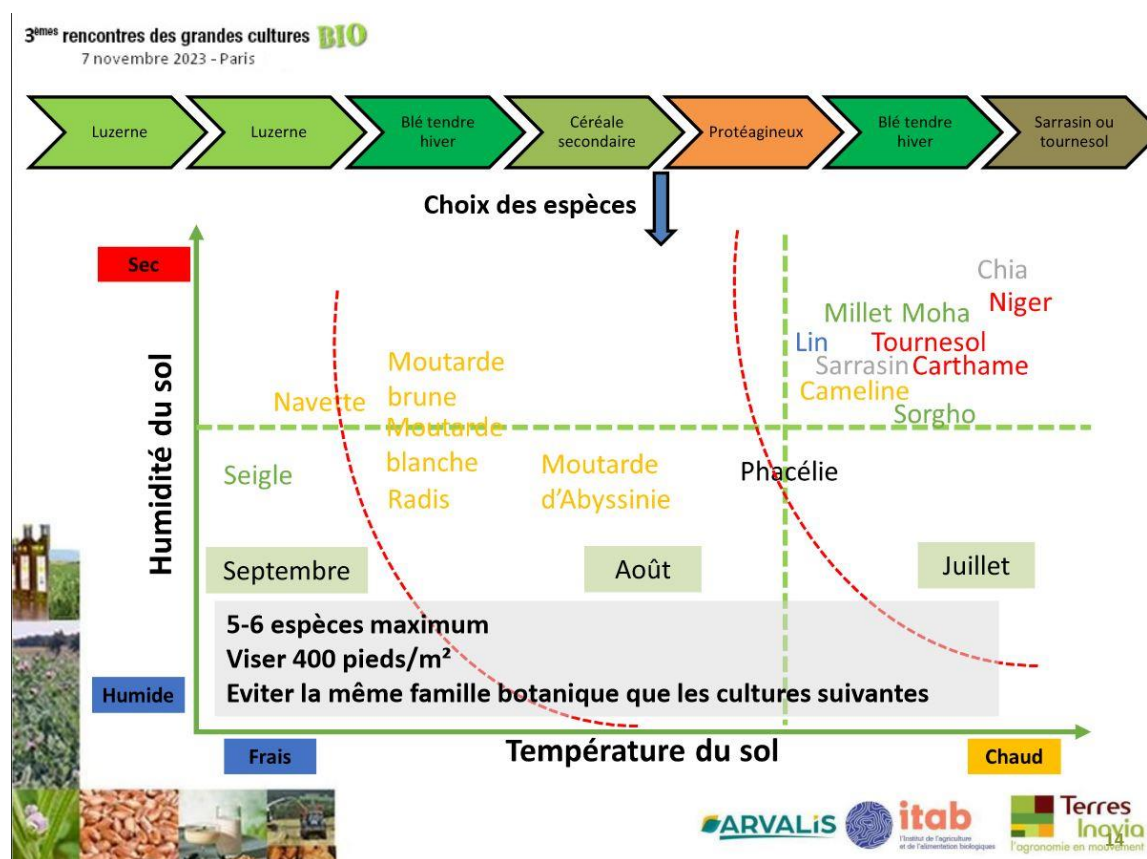 3èmes rencontres des grandes cultures BIO
7 novembre 2023 - Paris
Luzerne
Luzerne
Blé tendre
hiver
Céréale
secondaire
Protéagineux
Blé tendre
hiver
Sarrasin ou
tournesol
Choix des espèces
Sec
Humidité du sol
Humide
Chia
Niger
Millet Moha
Lin
Tournesol
Sarrasin
Carthame
Cameline
Sorgho
Moutarde
brune
Navette
Moutarde
blanche
Radis
Seigle
Moutarde
d'Abyssinie
Phacélie
Septembre
Août
Juillet
5-6 espèces maximum
Viser 400 pieds/m²
Eviter la même famille botanique que les cultures suivantes
Frais
Température du sol
Chaud
ARVALIS
itab
l'Institut de l'agriculture
et de l'alimentation biologiques
Terres
Inovia
l'agronomie en mouvement
14